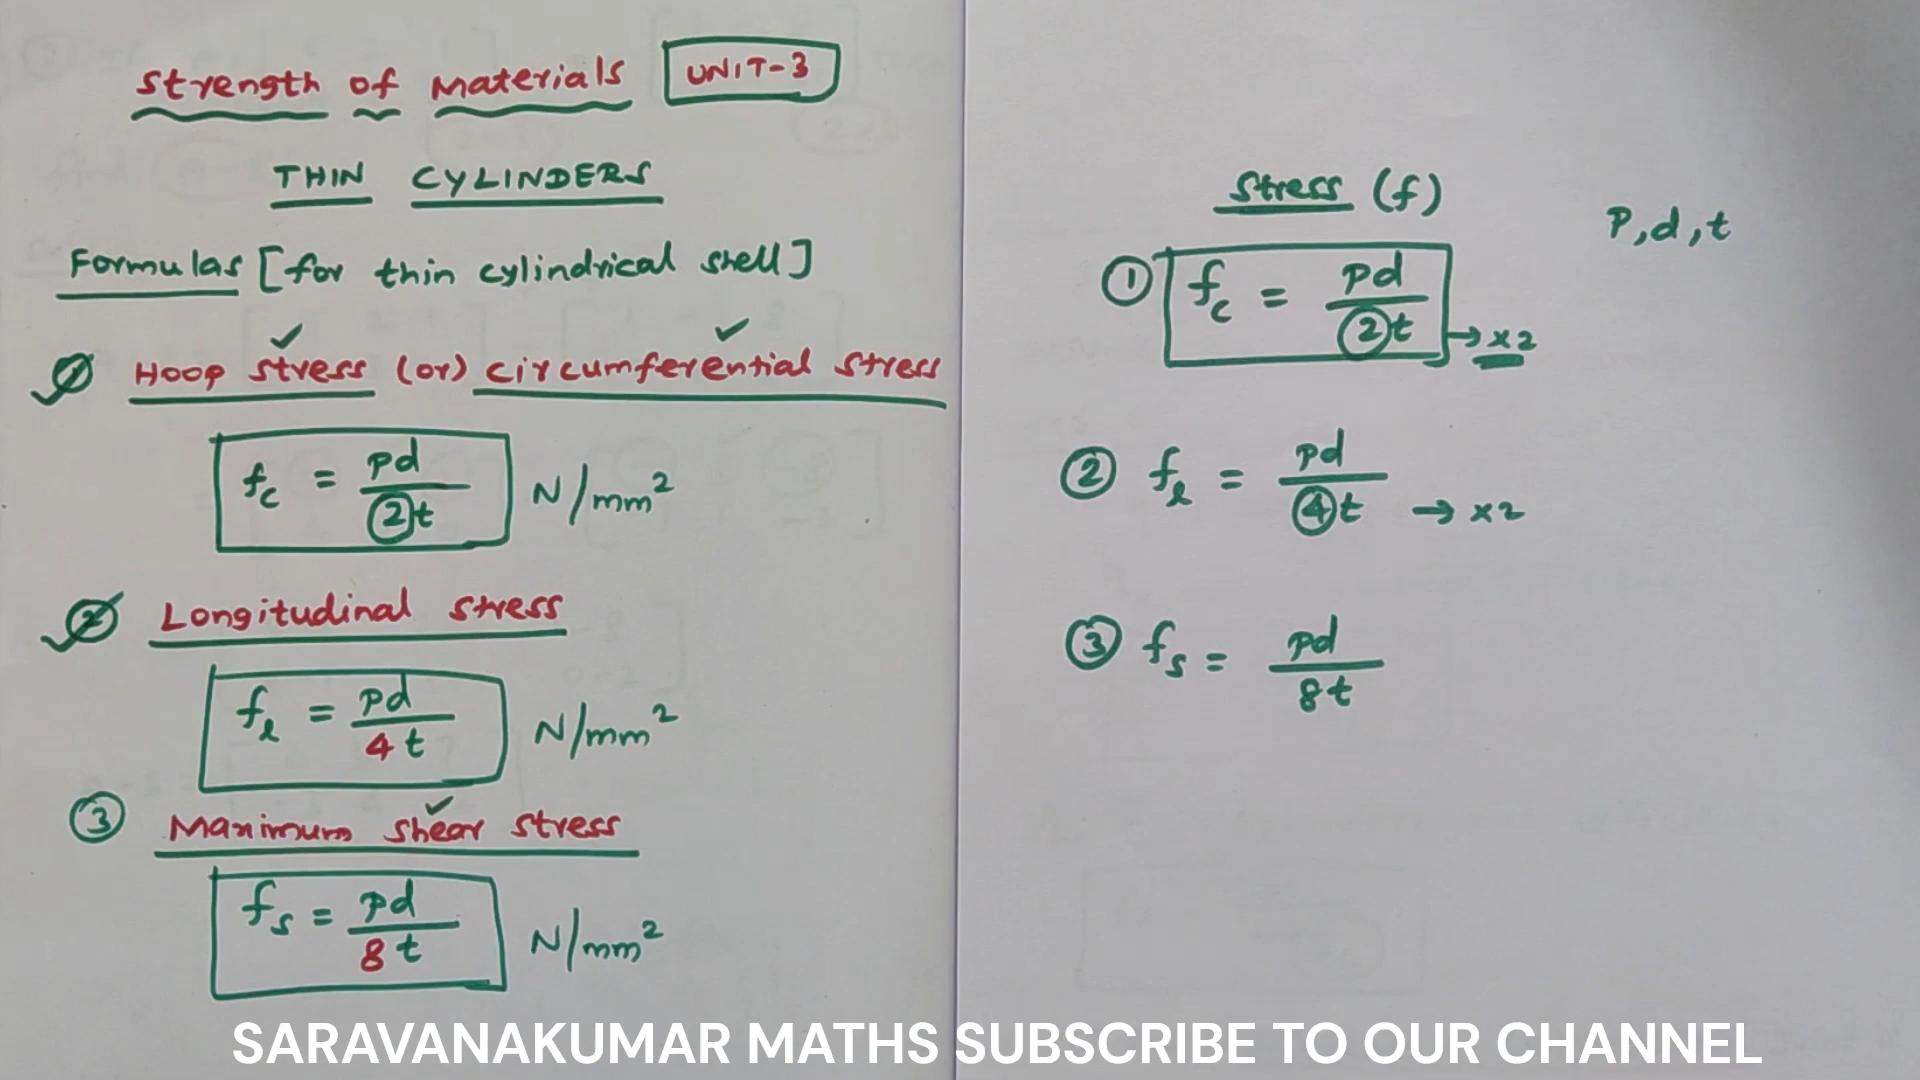 Strength of Materials UNIT-3
THIN CYLINDERS
Formulas [for thin cylindrical shell]
① Hoop stress (or) circumferential stress
fc = pd / 2t N/mm²
② Longitudinal stress
fl = pd / 4t N/mm²
③ Maximum shear stress
fs = pd / 8t N/mm²
Stress (f)
P, d, t
① fc = pd / 2t → x2
② fl = pd / 4t → x2
③ fs = pd / 8t
SARAVANAKUMAR MATHS SUBSCRIBE TO OUR CHANNEL